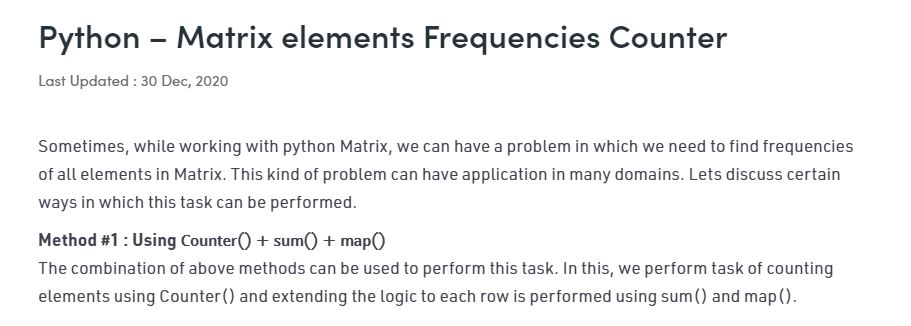 Python – Matrix elements Frequencies Counter
Last Updated : 30 Dec, 2020
Sometimes, while working with python Matrix, we can have a problem in which we need to find frequencies
of all elements in Matrix. This kind of problem can have application in many domains. Lets discuss certain
ways in which this task can be performed.
Method #1 : Using Counter() + sum() + map()
The combination of above methods can be used to perform this task. In this, we perform task of counting
elements using Counter() and extending the logic to each row is performed using sum() and map().